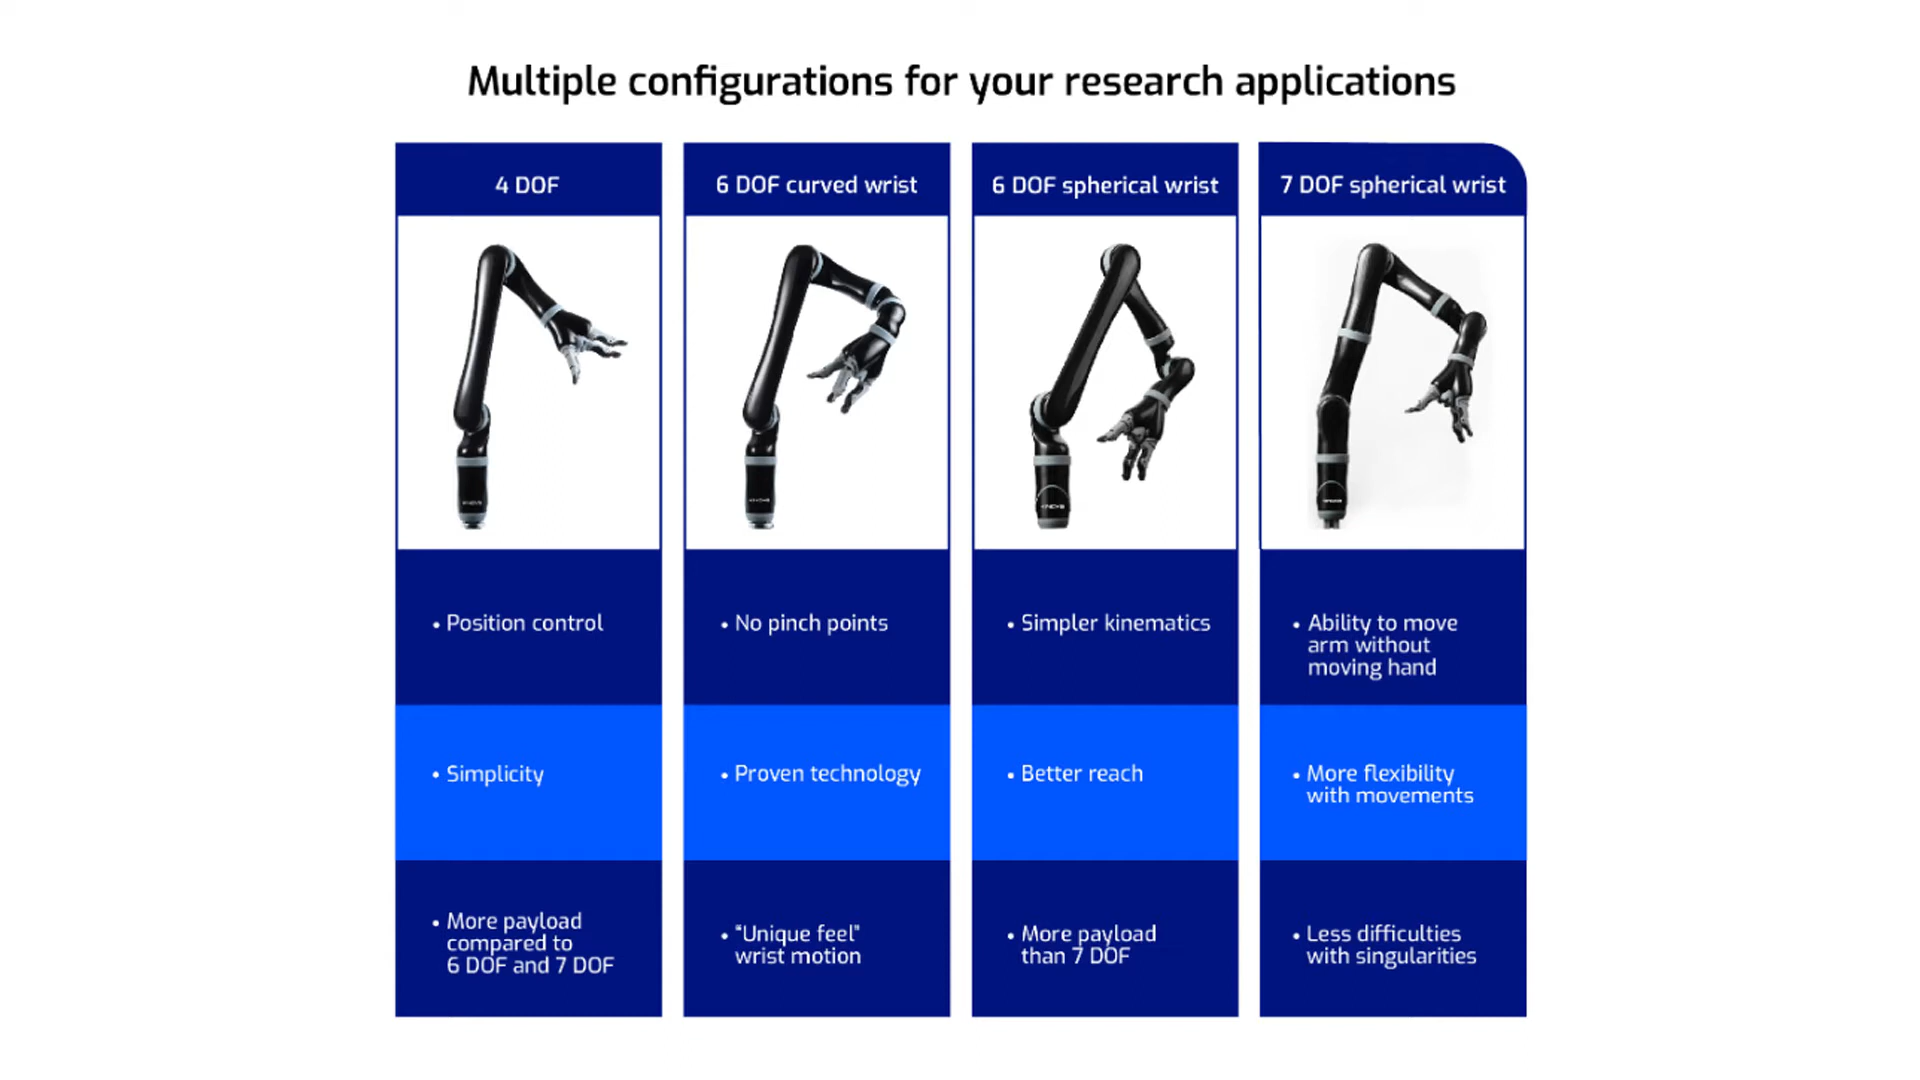 Multiple configurations for your research applications
4 DOF
6 DOF curved wrist
6 DOF spherical wrist
7 DOF spherical wrist
• Position control
• No pinch points
• Simpler kinematics
• Ability to move
arm without
moving hand
• Simplicity
• Proven technology
• Better reach
• More flexibility
with movements
• More payload
compared to
6 DOF and 7 DOF
• “Unique feel”
wrist motion
• More payload
than 7 DOF
• Less difficulties
with singularities